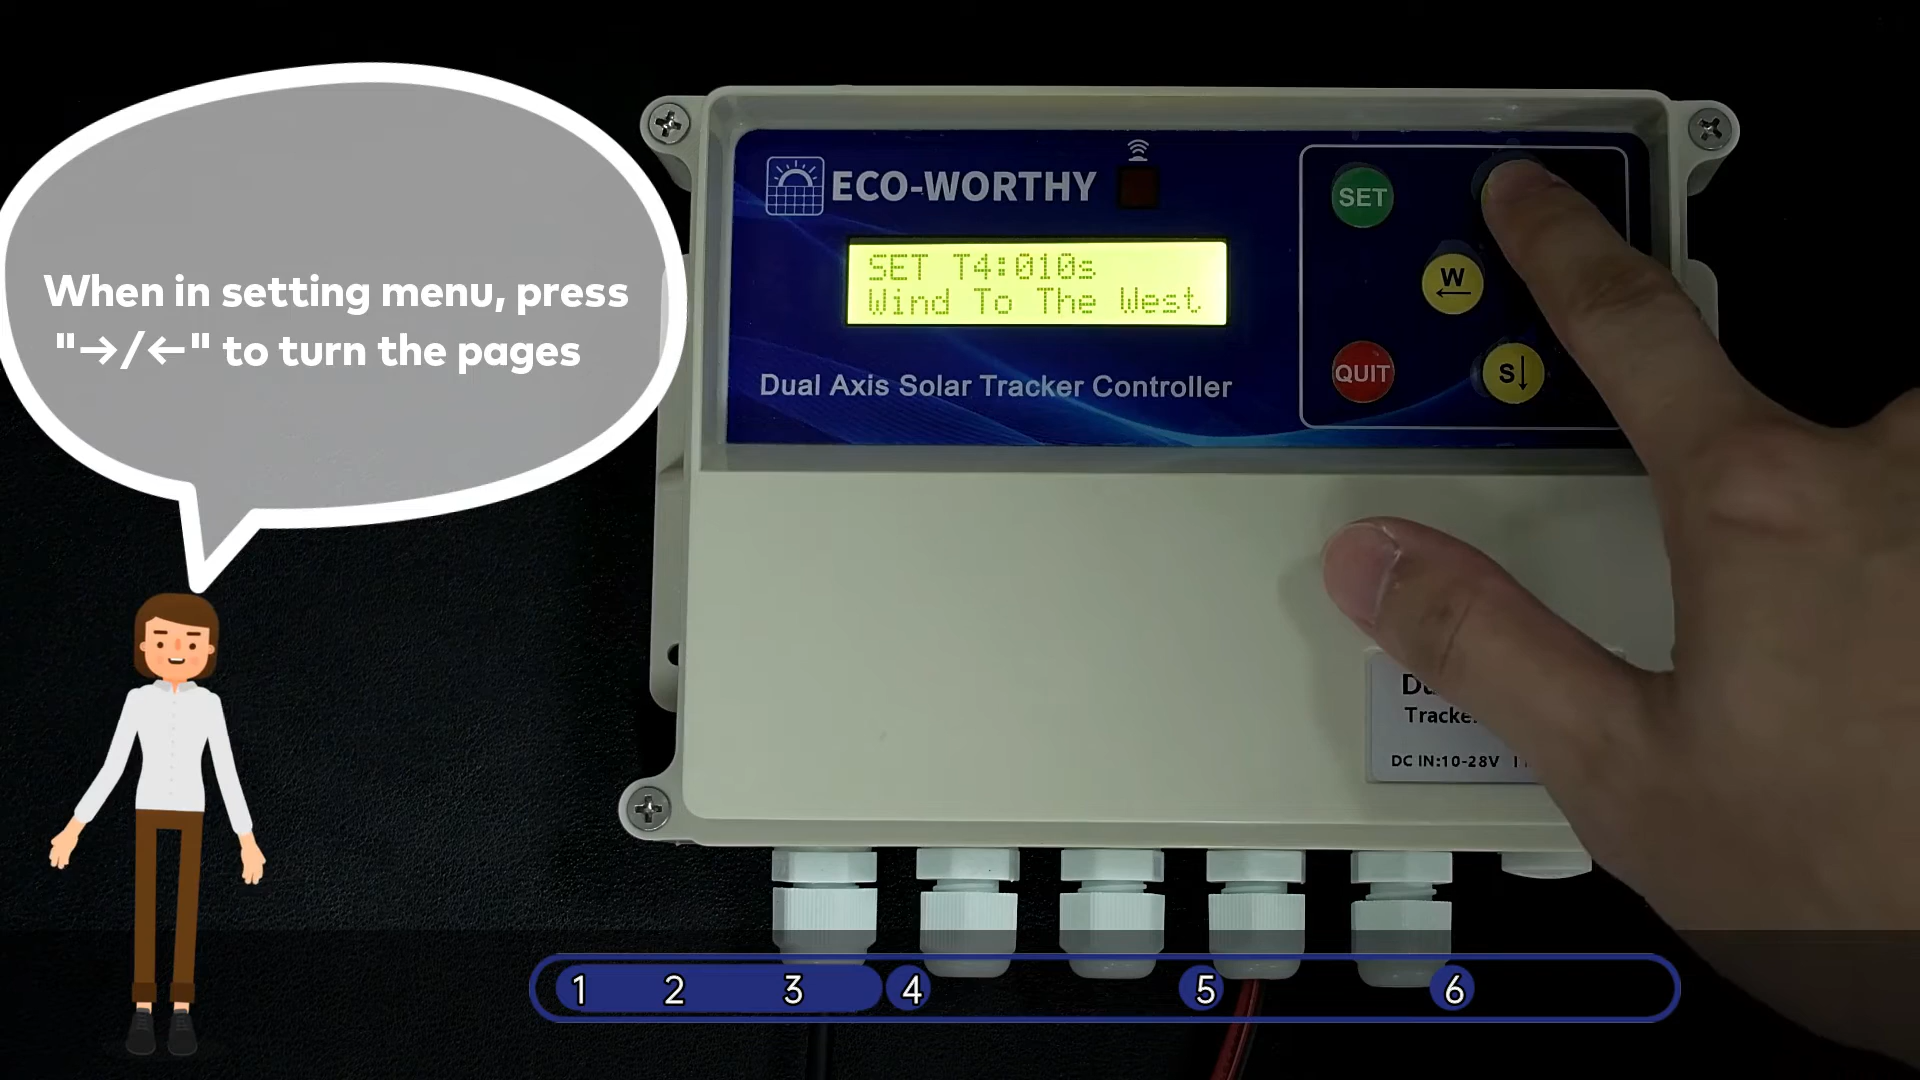 When in setting menu, press
"→/←" to turn the pages
ECO-WORTHY
SET T4:010s
Wind To The West
Dual Axis Solar Tracker Controller
SET
W
←
QUIT
S↓
Tracker
DC IN:10-28V
1 2 3 4 5 6